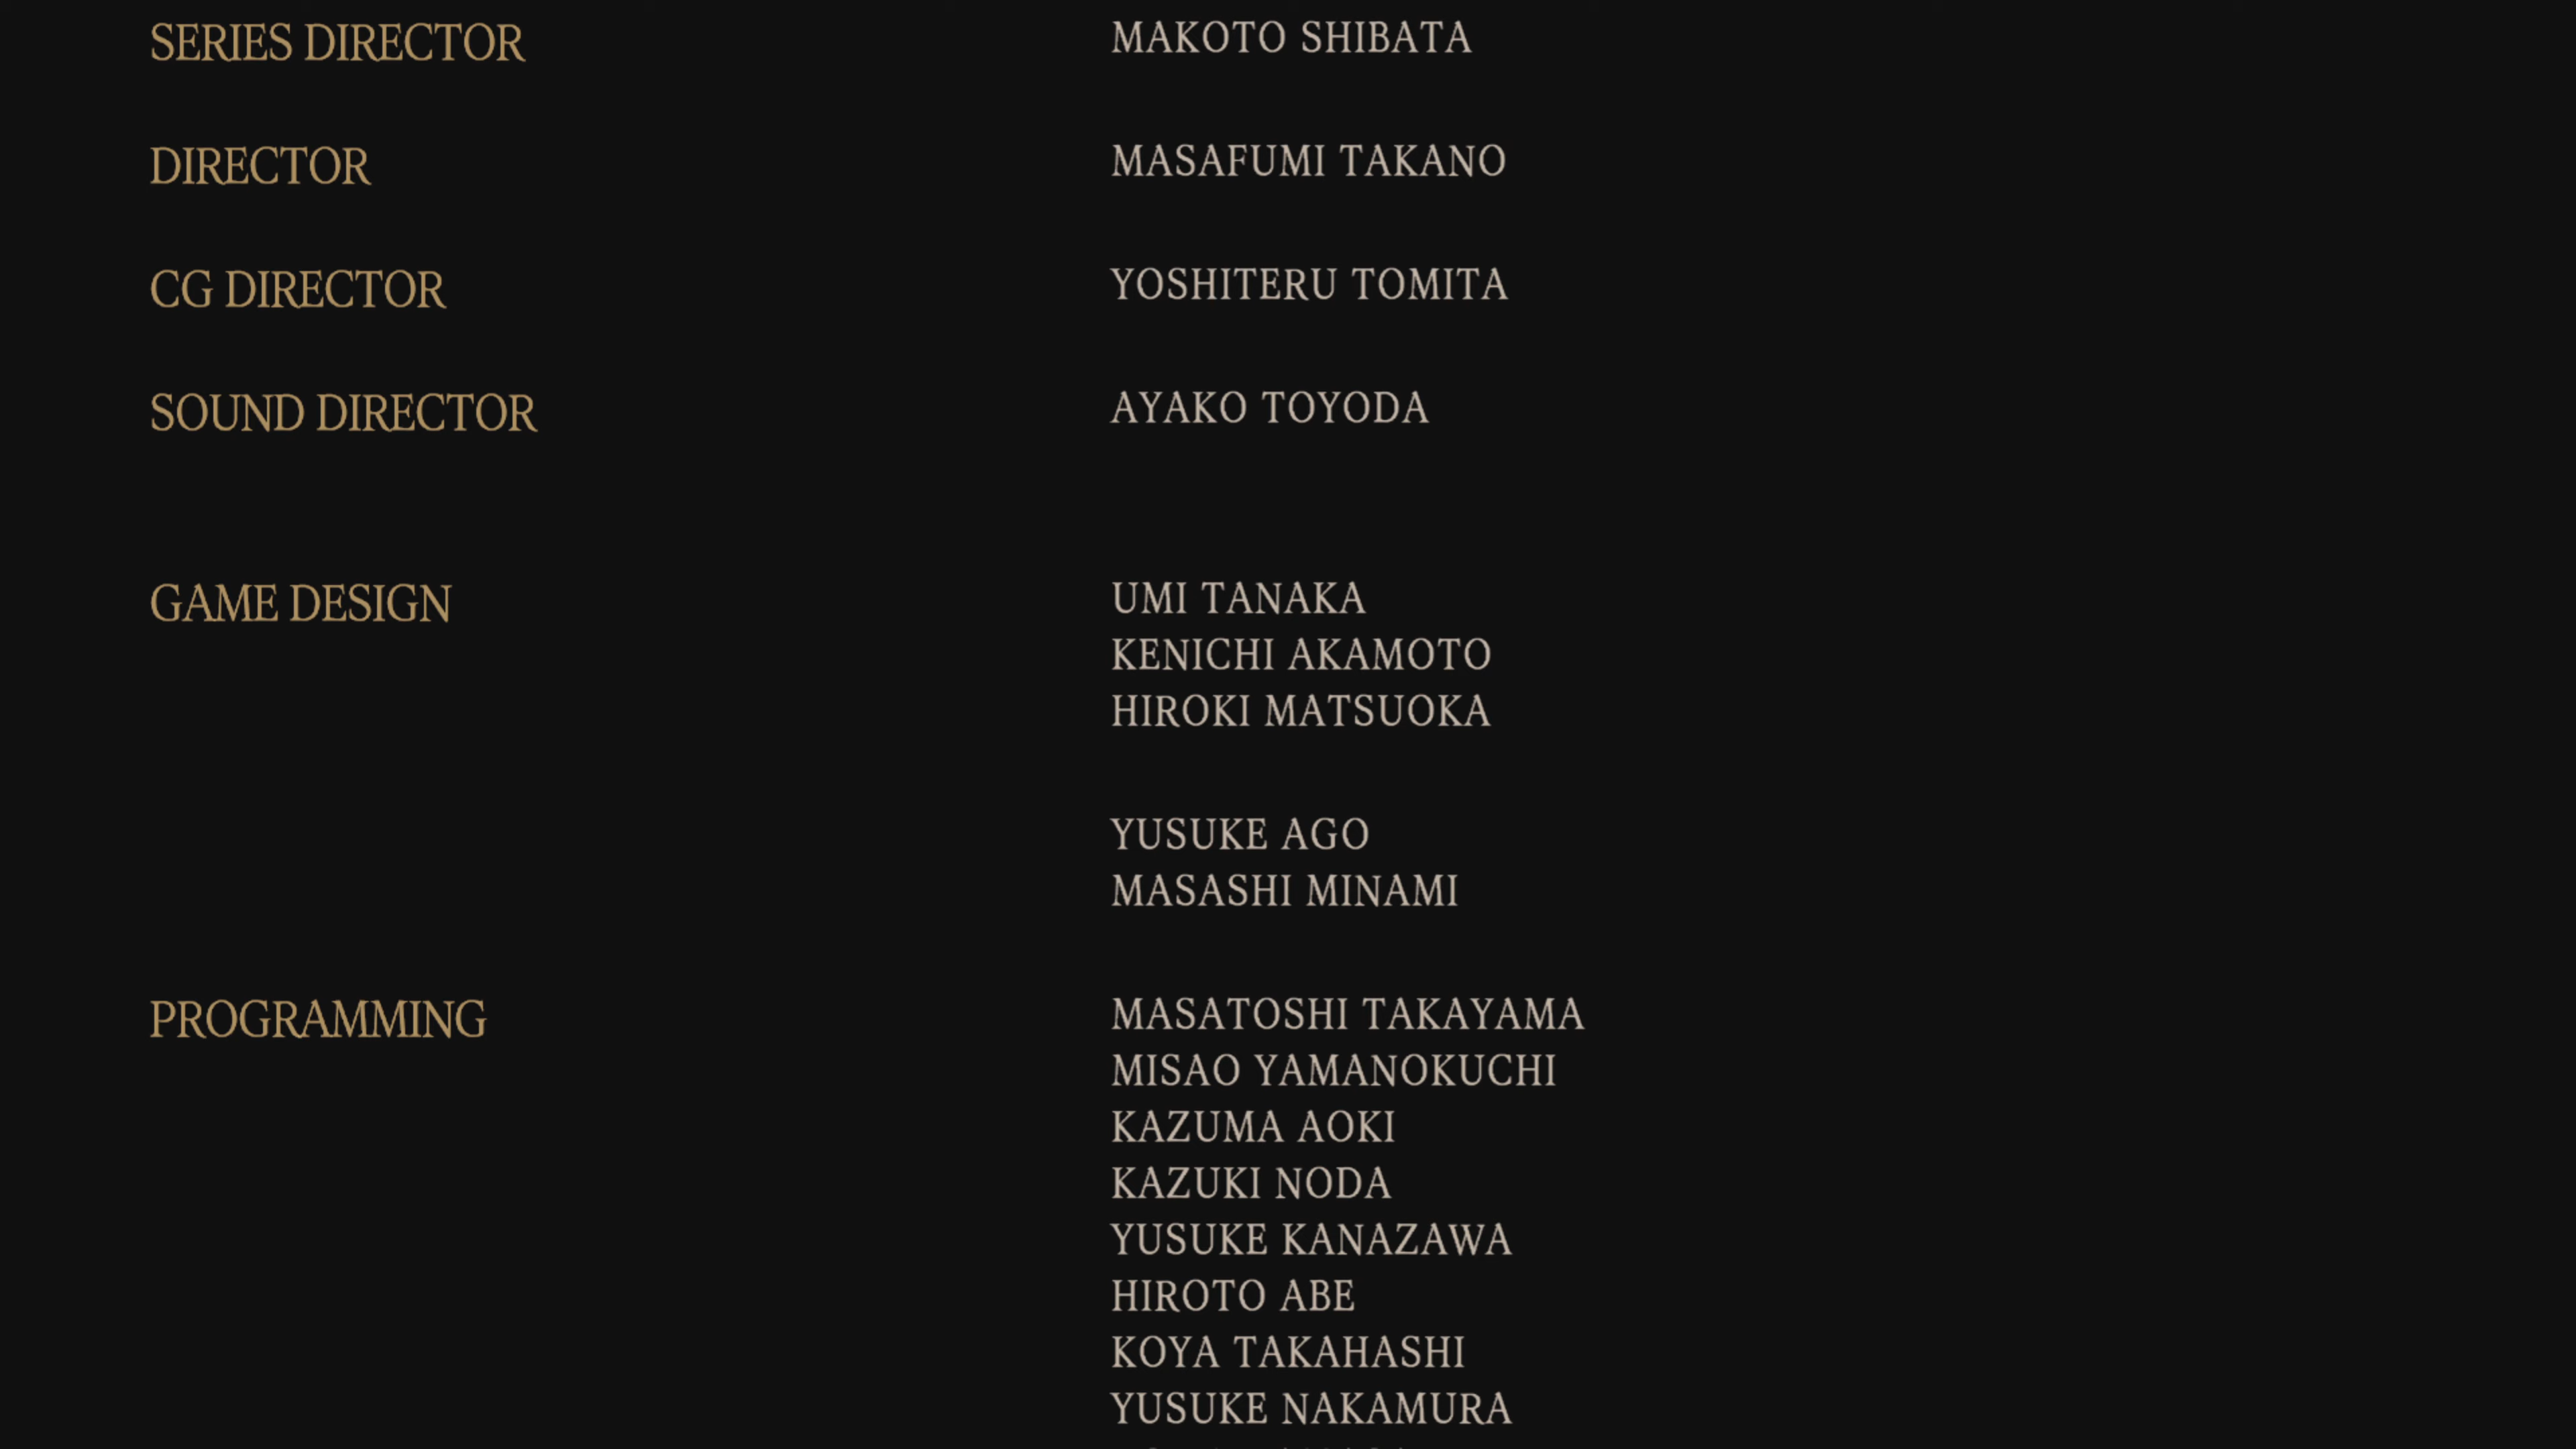 SERIES DIRECTOR MAKOTO SHIBATA
DIRECTOR MASAFUMI TAKANO
CG DIRECTOR YOSHITERU TOMITA
SOUND DIRECTOR AYAKO TOYODA
GAME DESIGN UMI TANAKA
KENICHI AKAMOTO
HIROKI MATSUOKA
YUSUKE AGO
MASASHI MINAMI
PROGRAMMING MASATOSHI TAKAYAMA
MISAO YAMANOKUCHI
KAZUMA AOKI
KAZUKI NODA
YUSUKE KANAZAWA
HIROTO ABE
KOYA TAKAHASHI
YUSUKE NAKAMURA